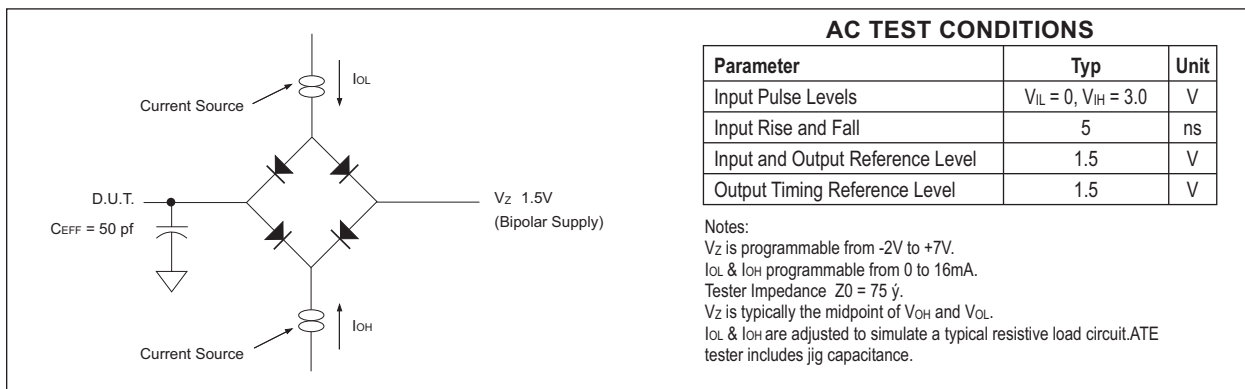 IOL
Current Source
D.U.T.
CEFF = 50 pf
VZ 1.5V
(Bipolar Supply)
IOH
Current Source
AC TEST CONDITIONS
Parameter Typ Unit
Input Pulse Levels VIL = 0, VIH = 3.0 V
Input Rise and Fall 5 ns
Input and Output Reference Level 1.5 V
Output Timing Reference Level 1.5 V
Notes:
VZ is programmable from -2V to +7V.
IOL & IOH programmable from 0 to 16mA.
Tester Impedance Z0 = 75 ý.
VZ is typically the midpoint of VOH and VOL.
IOL & IOH are adjusted to simulate a typical resistive load circuit.ATE
tester includes jig capacitance.